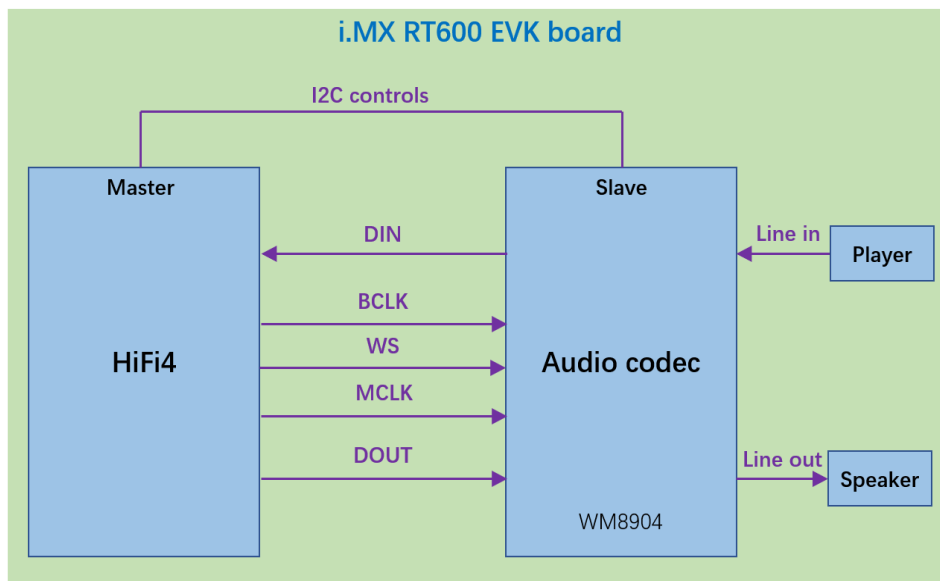 i.MX RT600 EVK board
I2C controls
Master
Slave
DIN
Line in
Player
BCLK
WS
HiFi4
Audio codec
MCLK
DOUT
Line out
Speaker
WM8904